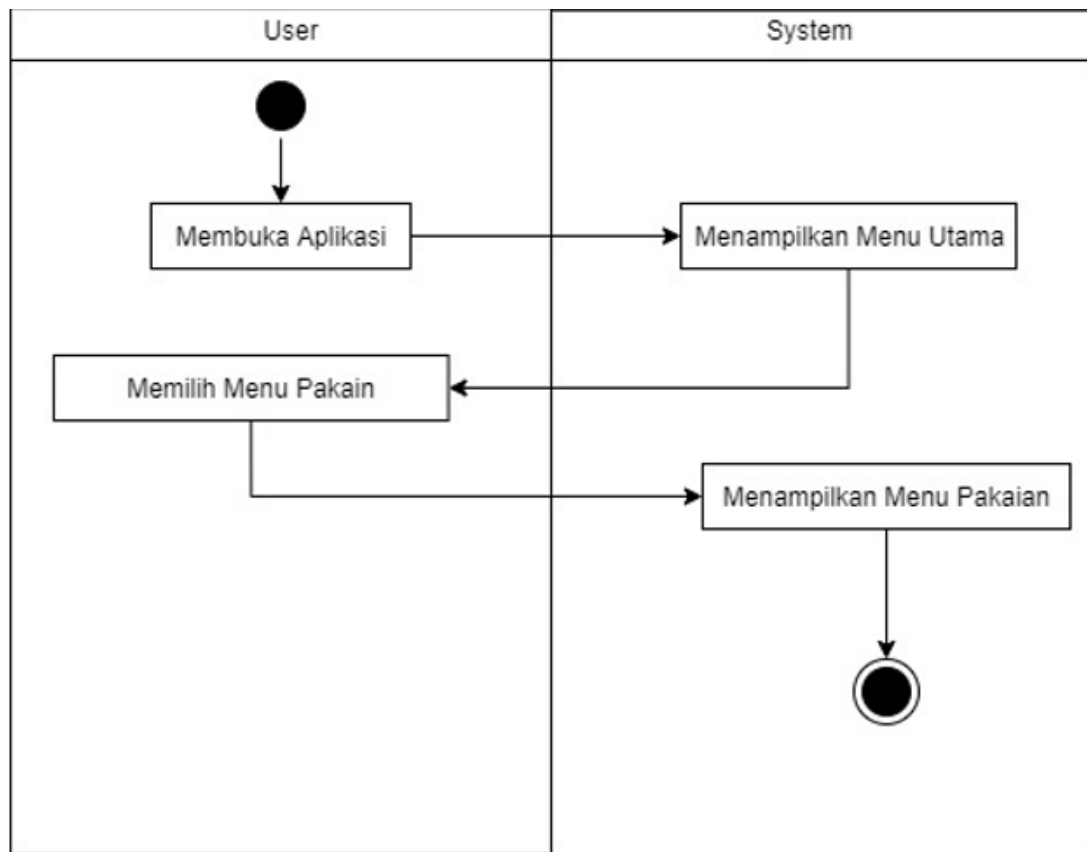 User
System
Membuka Aplikasi
Menampilkan Menu Utama
Memilih Menu Pakain
Menampilkan Menu Pakaian